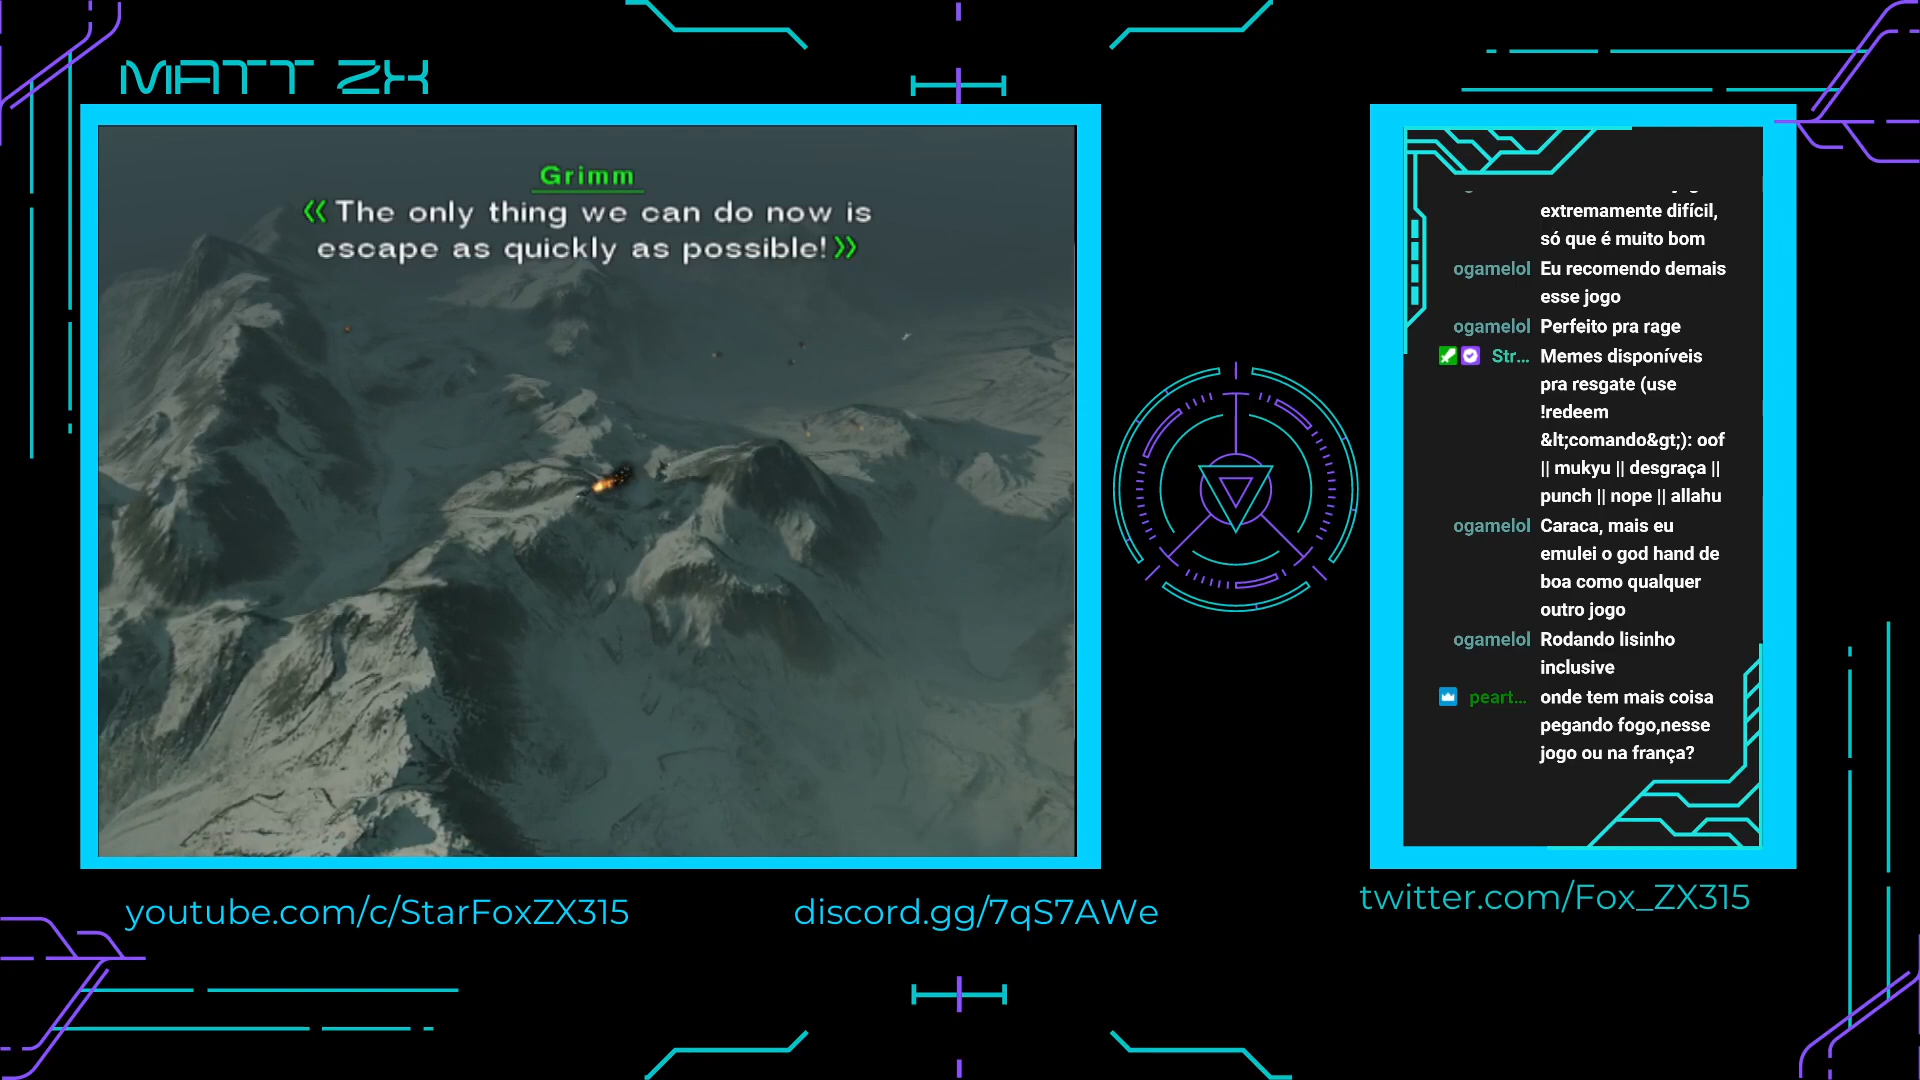 MATT ZX
Grimm
《 The only thing we can do now is
escape as quickly as possible! 》
extremamente difícil,
só que é muito bom
ogamelol Eu recomendo demais
esse jogo
ogamelol Perfeito pra rage
Str... Memes disponíveis
pra resgate (use
!redeem
&lt;comando&gt;): oof
|| mukyu || desgraça ||
punch || nope || allahu
ogamelol Caraca, mais eu
emulei o god hand de
boa como qualquer
outro jogo
ogamelol Rodando lisinho
inclusive
peart... onde tem mais coisa
pegando fogo,nesse
jogo ou na frança?
youtube.com/c/StarFoxZX315
discord.gg/7qS7AWe
twitter.com/Fox_ZX315